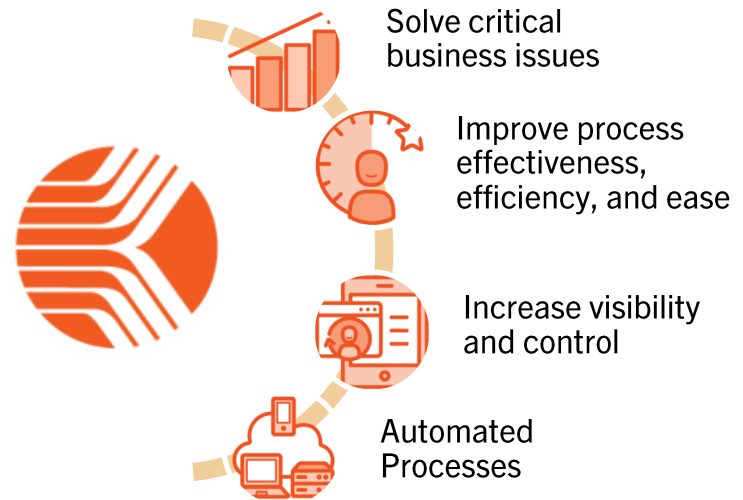 Solve critical
business issues
Improve process
effectiveness,
efficiency, and ease
Increase visibility
and control
Automated
Processes